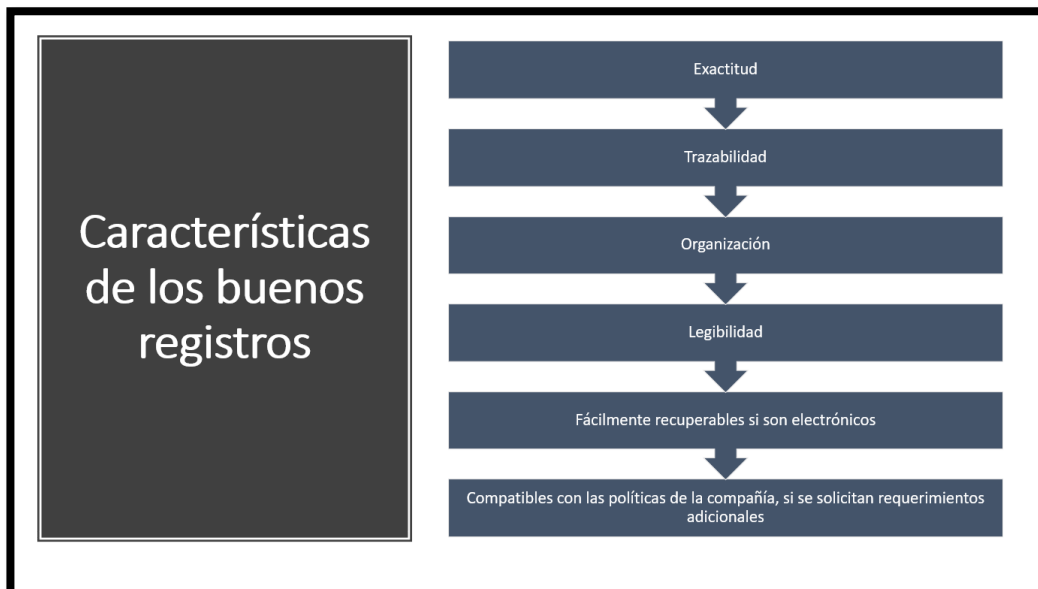 Características
de los buenos
registros
Exactitud
Trazabilidad
Organización
Legibilidad
Fácilmente recuperables si son electrónicos
Compatibles con las políticas de la compañía, si se solicitan requerimientos
adicionales